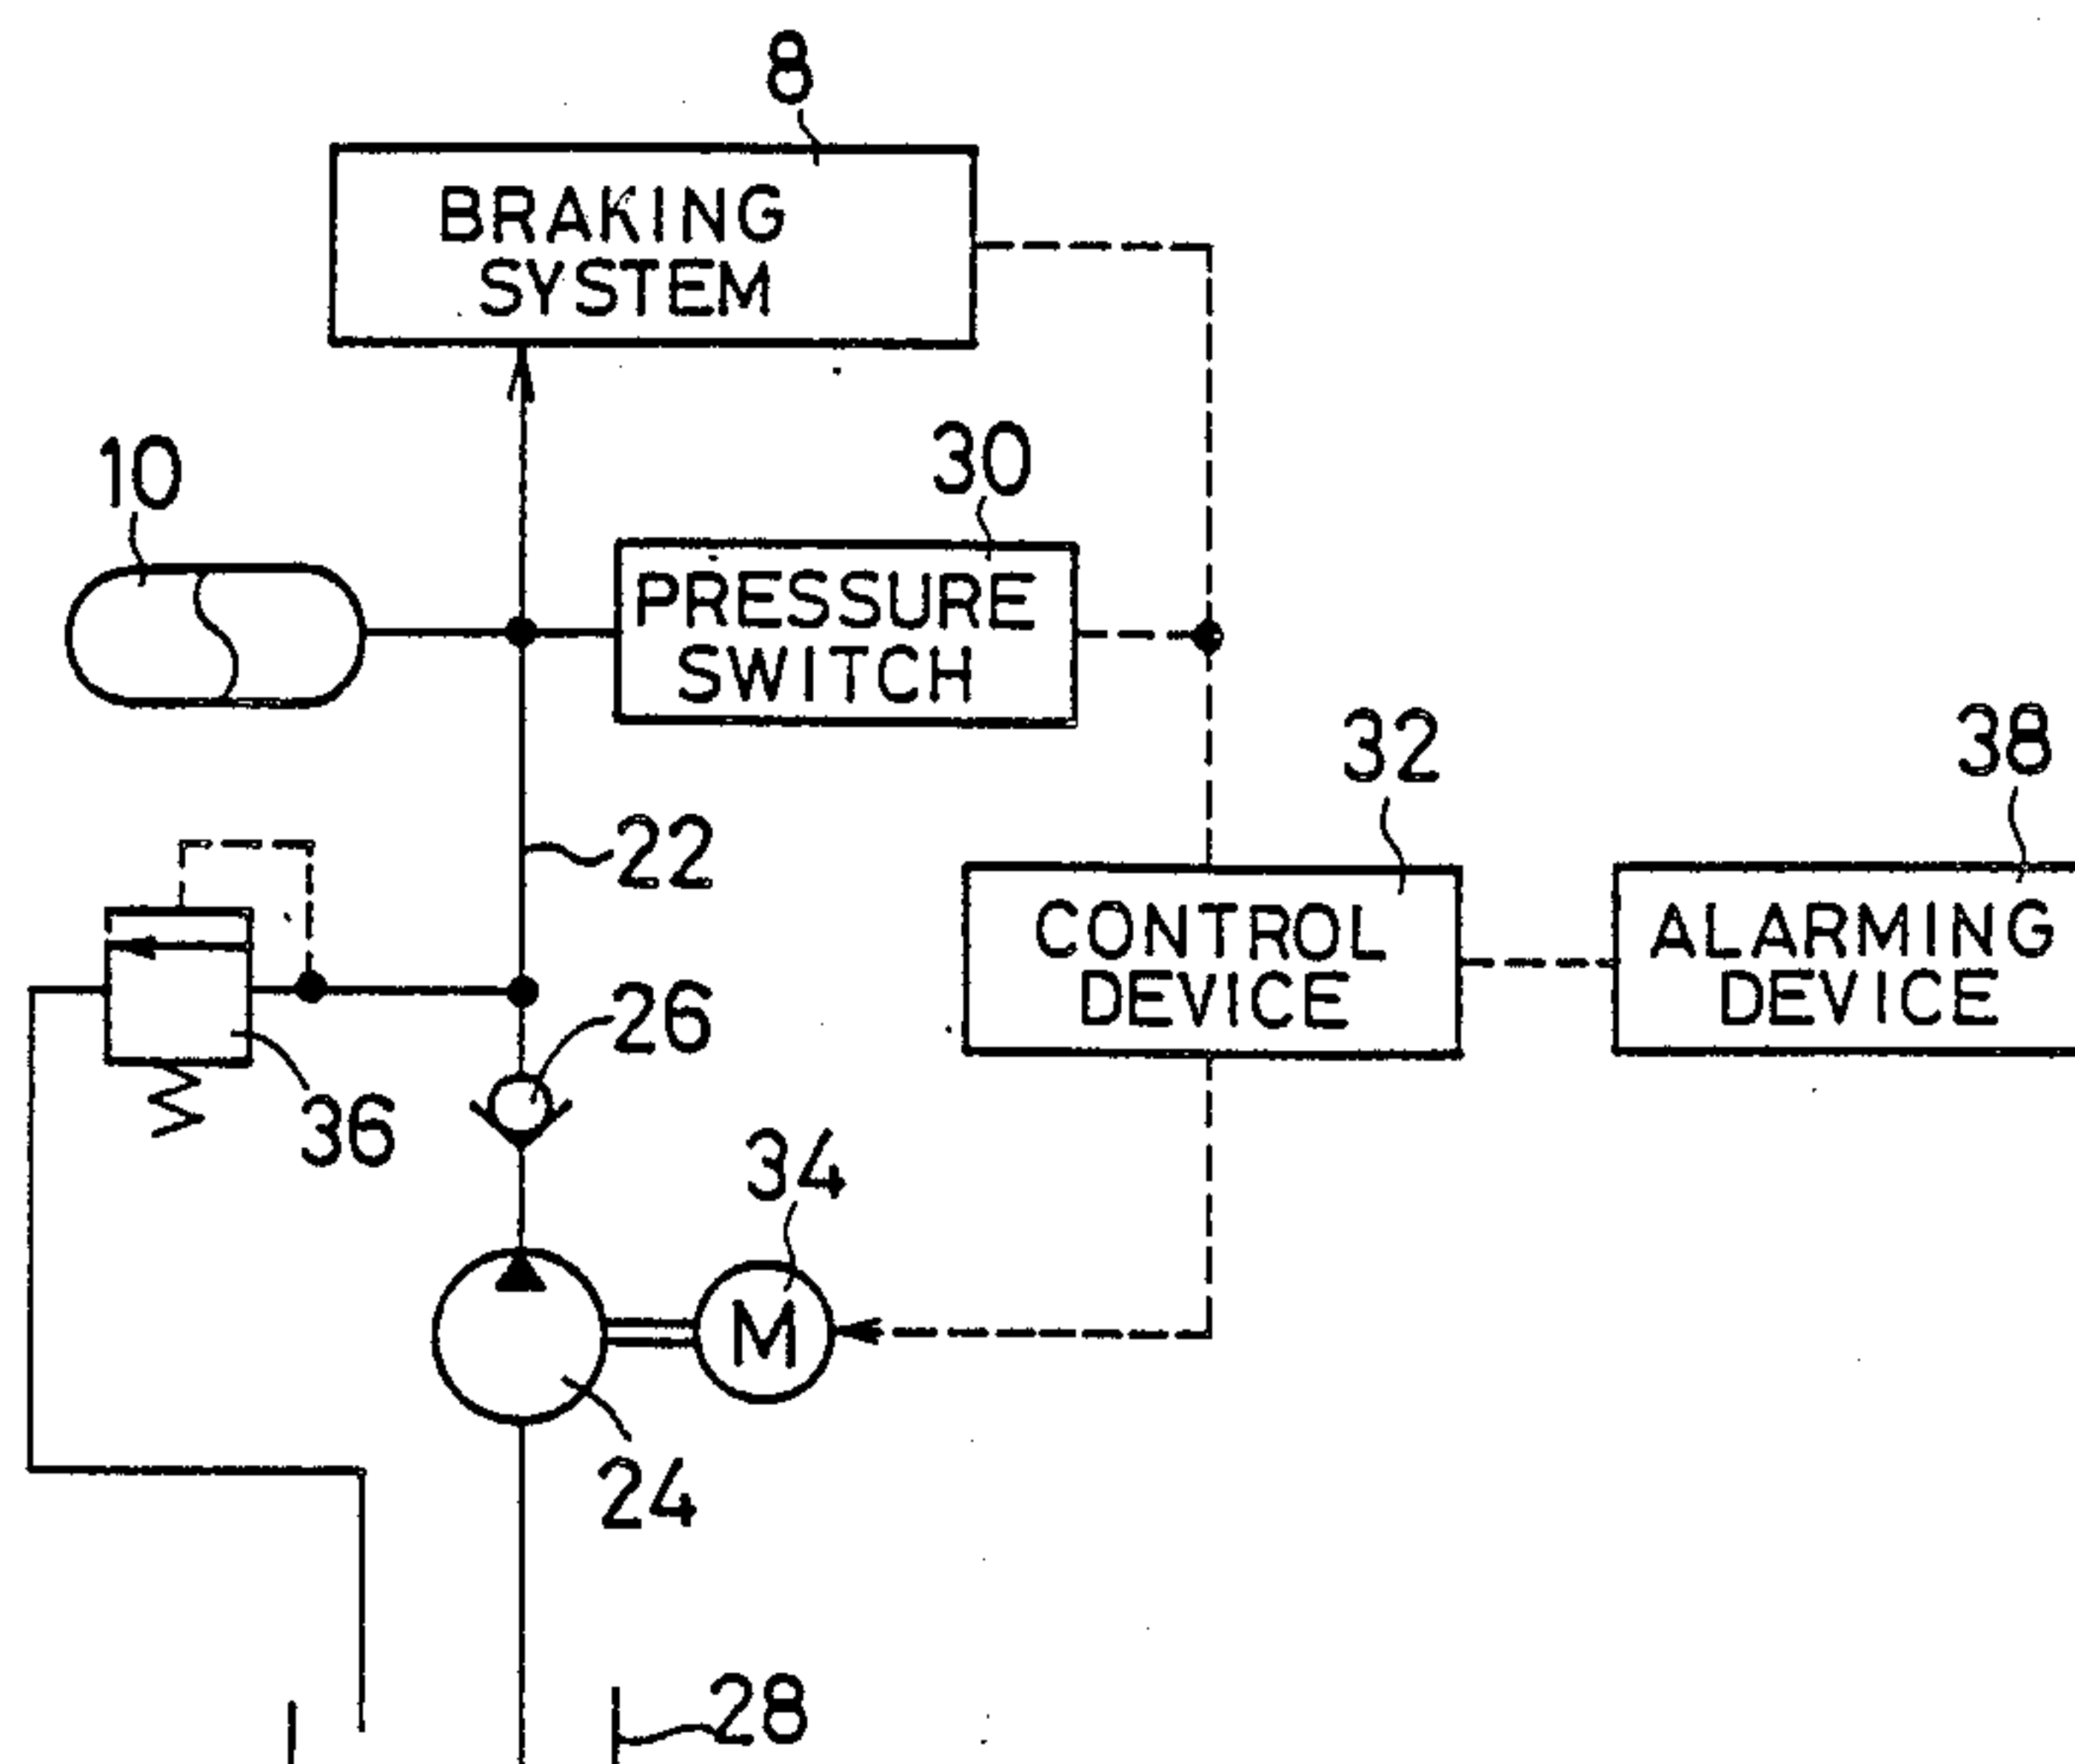 8
BRAKING
SYSTEM
10
30
PRESSURE
SWITCH
32
38
22
CONTROL
DEVICE
ALARMING
DEVICE
26
36
34
M
24
28